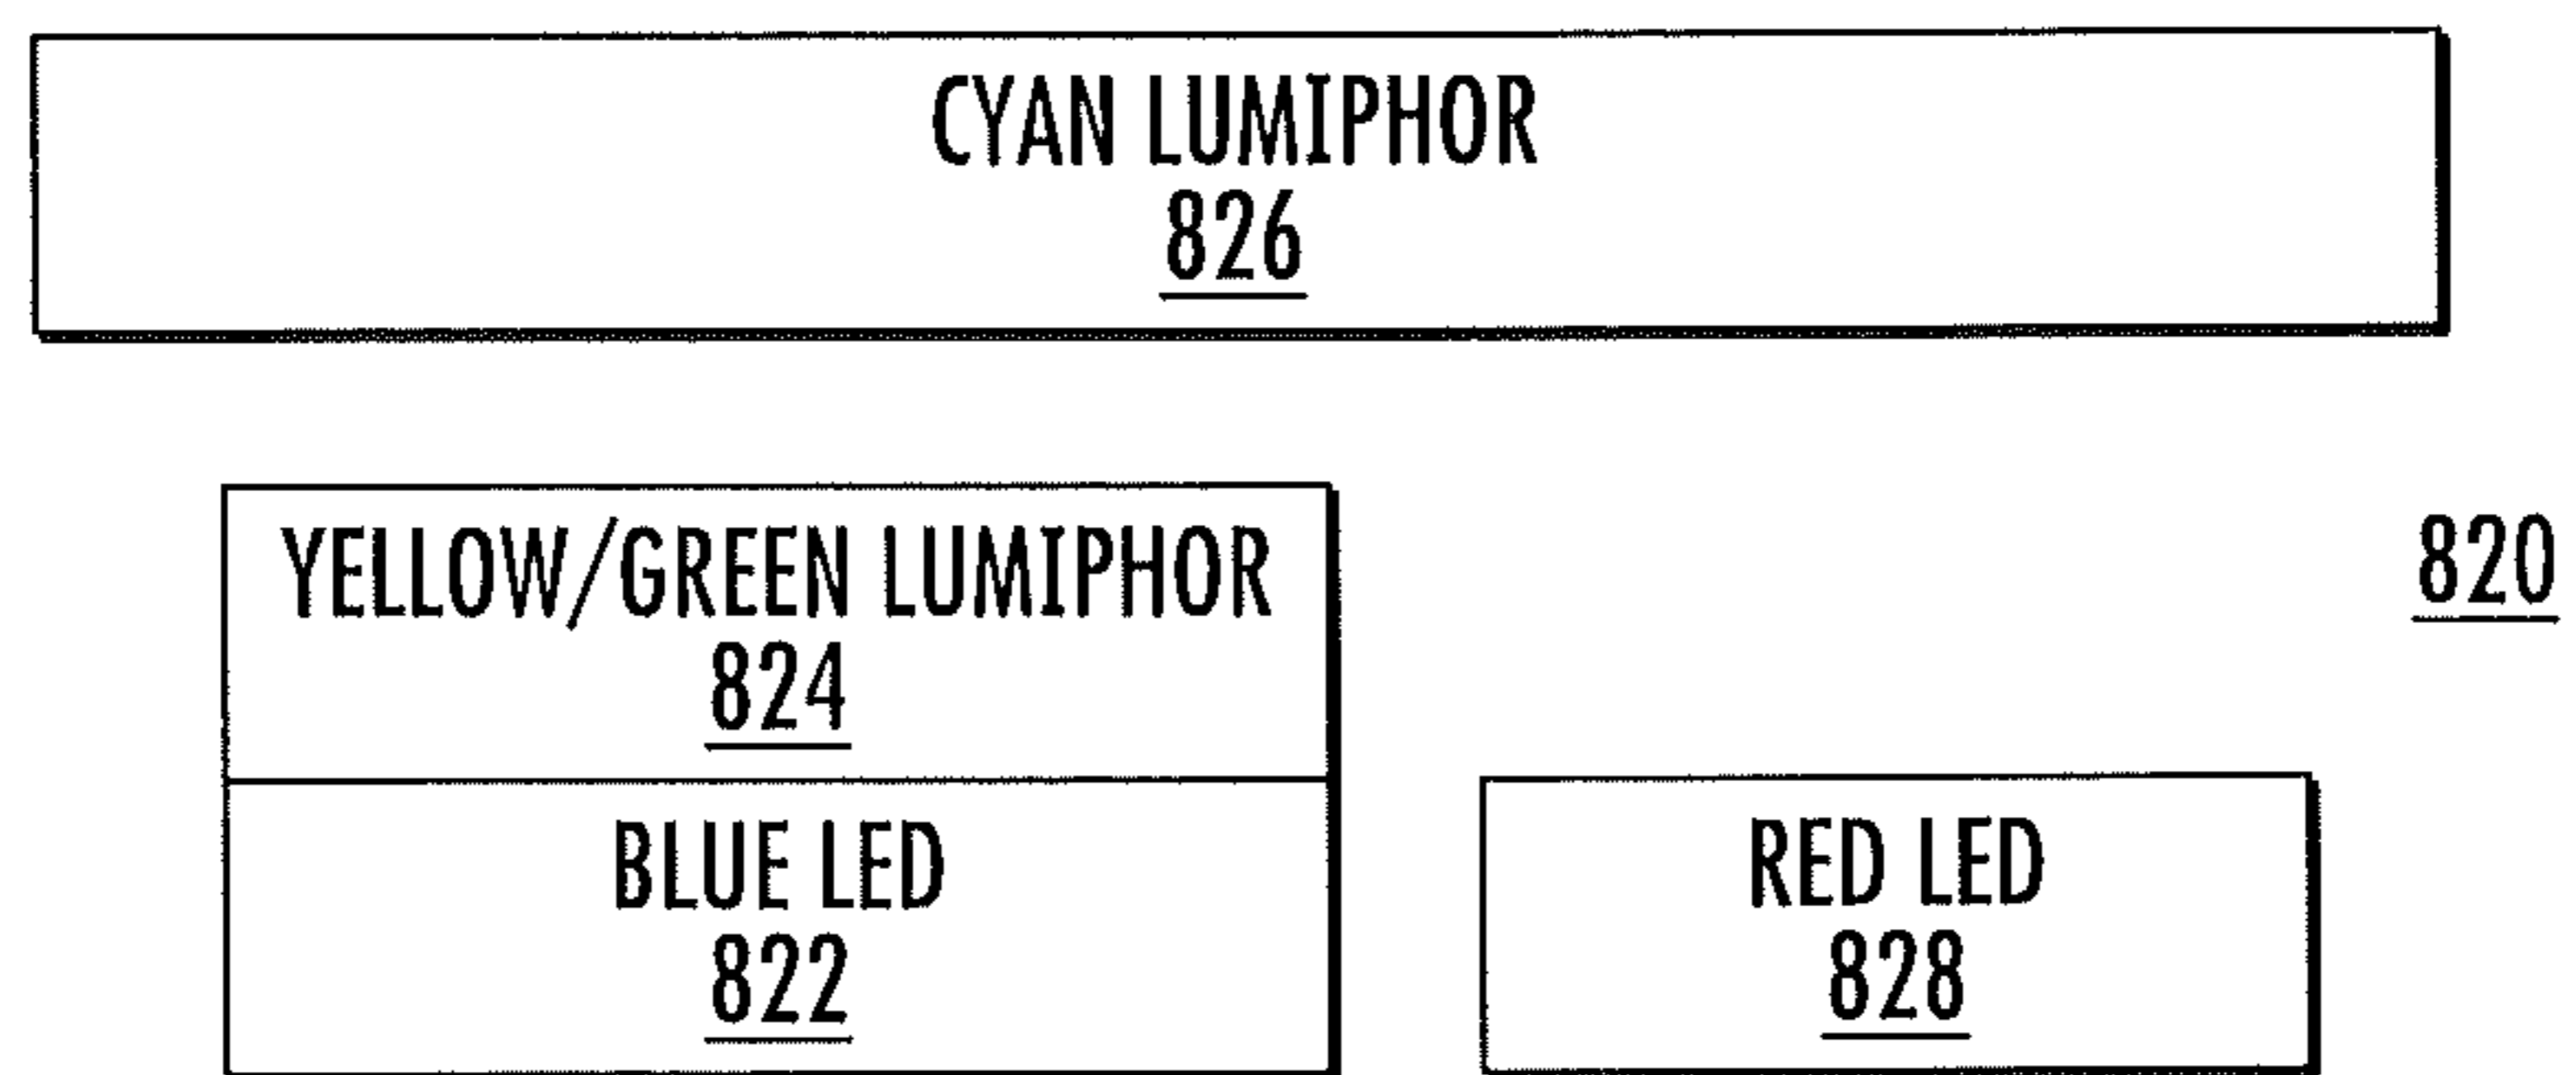 CYAN LUMIPHOR
826
YELLOW/GREEN LUMIPHOR
824
820
BLUE LED
822
RED LED
828